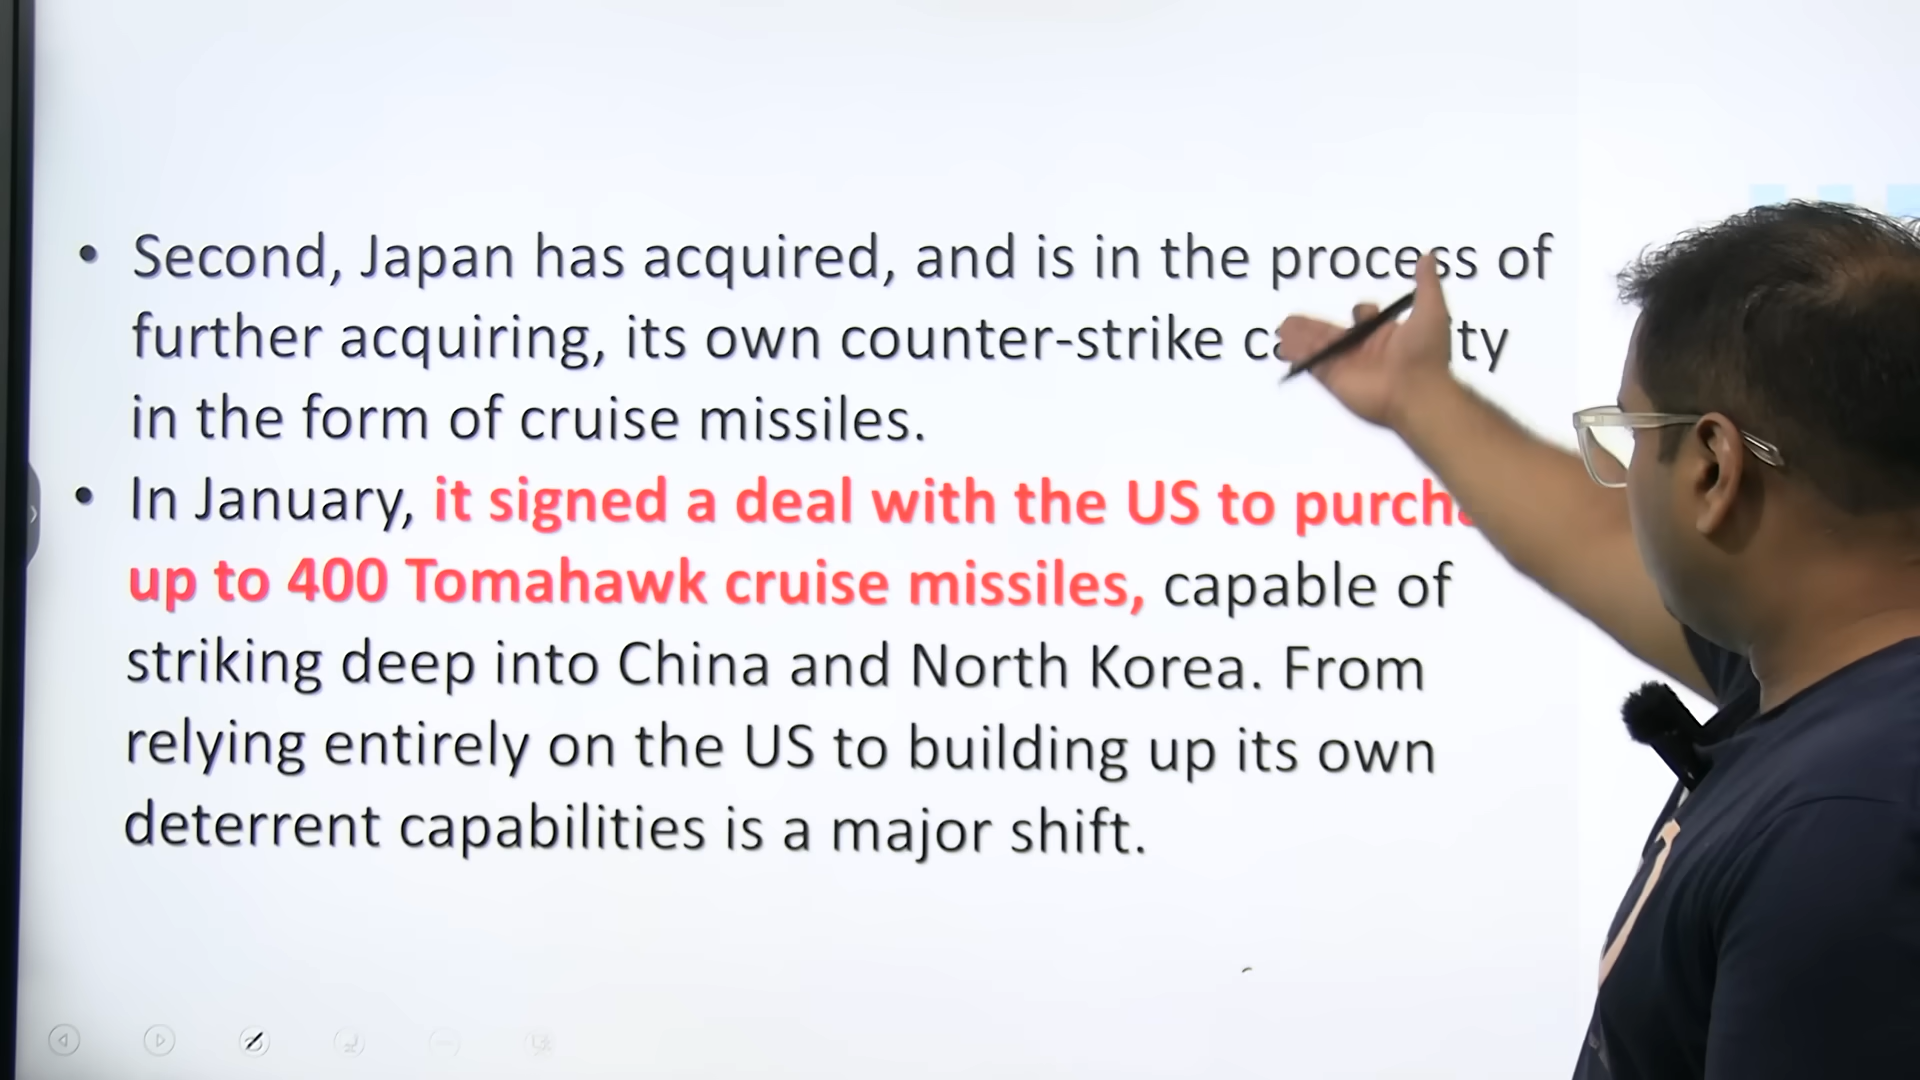 • Second, Japan has acquired, and is in the process of
further acquiring, its own counter-strike
in the form of cruise missiles.
• In January, it signed a deal with the US to
up to 400 Tomahawk cruise missiles, capable of
striking deep into China and North Korea. From
relying entirely on the US to building up its own
deterrent capabilities is a major shift.